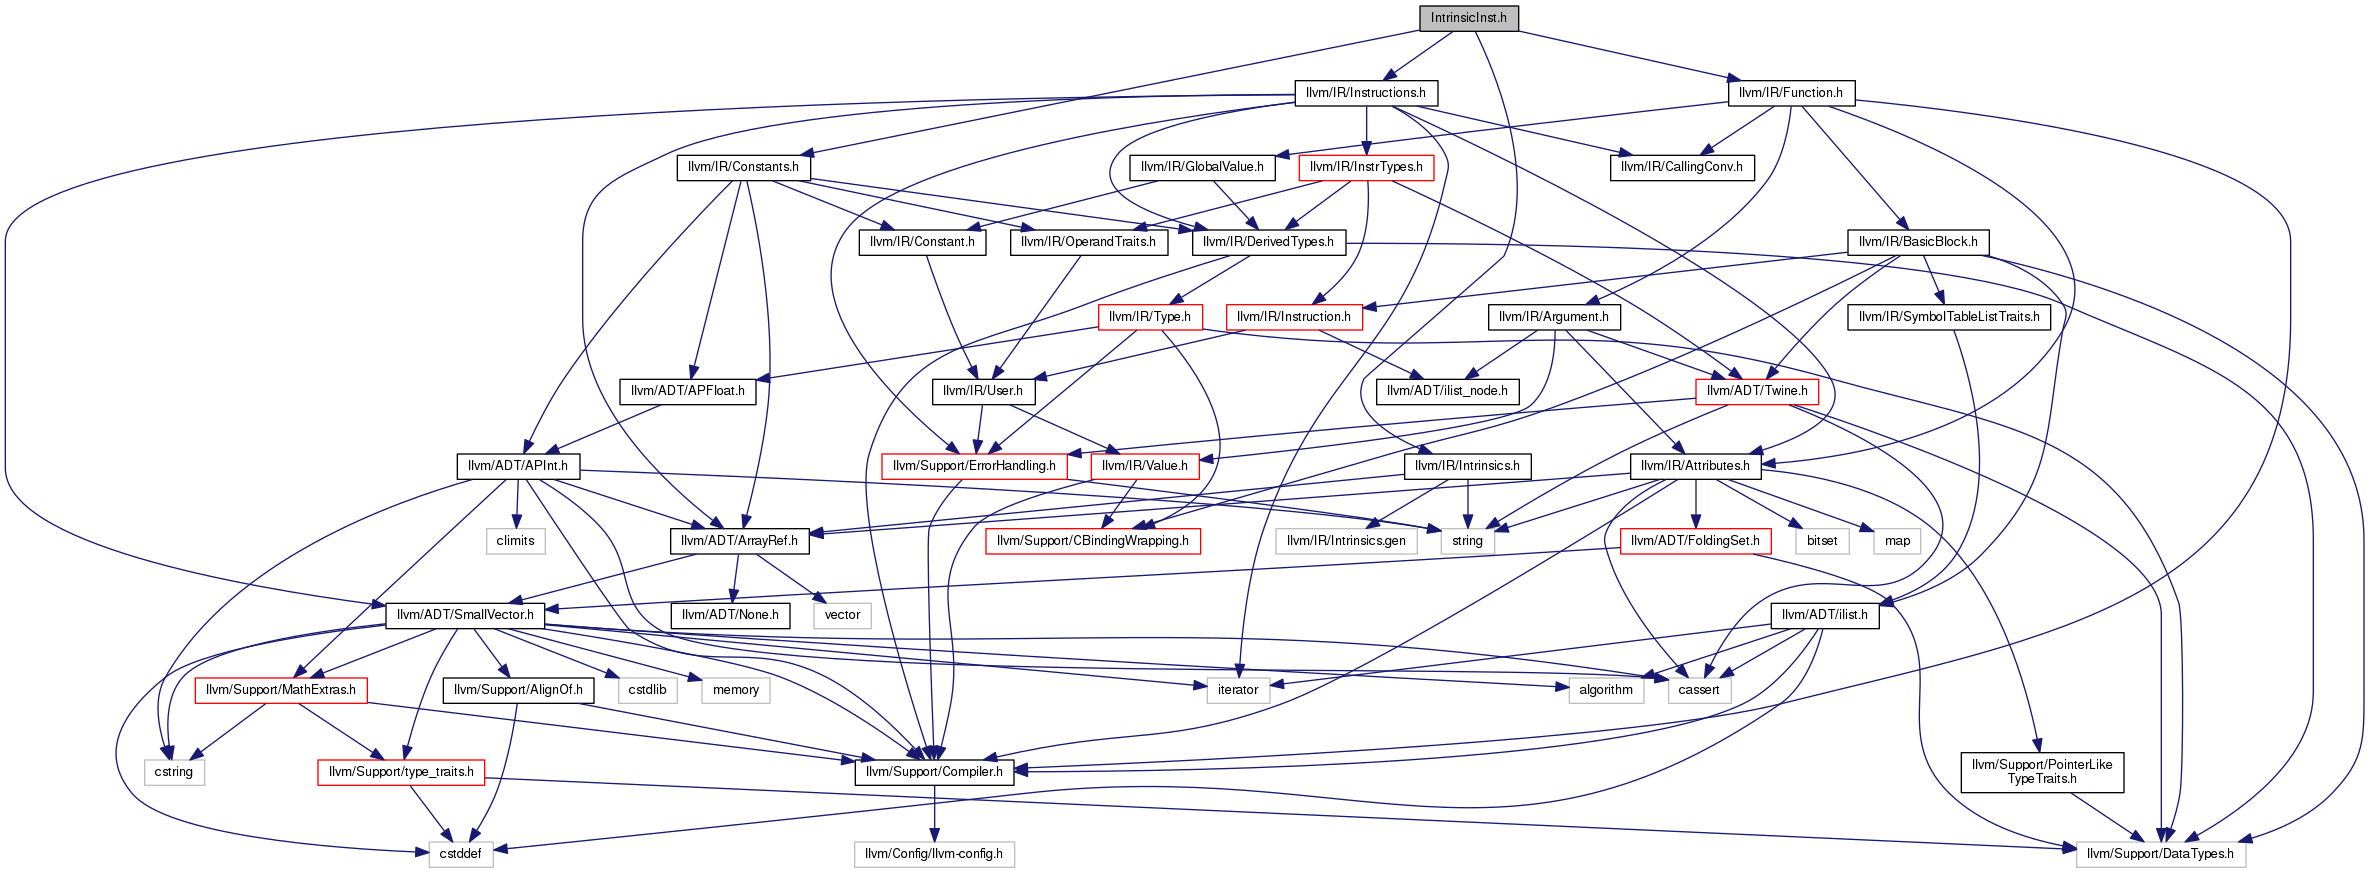 IntrinsicInst.h
llvm/IR/Instructions.h
llvm/IR/Function.h
llvm/IR/Constants.h
llvm/IR/GlobalValue.h
llvm/IR/InstrTypes.h
llvm/IR/CallingConv.h
llvm/IR/Constant.h
llvm/IR/OperandTraits.h
llvm/IR/DerivedTypes.h
llvm/IR/BasicBlock.h
llvm/IR/Type.h
llvm/IR/Instruction.h
llvm/IR/Argument.h
llvm/IR/SymbolTableListTraits.h
llvm/ADT/APFloat.h
llvm/IR/User.h
llvm/ADT/ilist_node.h
llvm/ADT/Twine.h
llvm/ADT/APInt.h
llvm/Support/ErrorHandling.h
llvm/IR/Value.h
llvm/IR/Intrinsics.h
llvm/IR/Attributes.h
climits
llvm/ADT/ArrayRef.h
string
llvm/Support/CBindingWrapping.h
llvm/IR/Intrinsics.gen
llvm/ADT/FoldingSet.h
bitset
map
llvm/ADT/SmallVector.h
llvm/ADT/None.h
vector
llvm/ADT/ilist.h
llvm/Support/MathExtras.h
llvm/Support/AlignOf.h
cstdlib
memory
iterator
algorithm
cassert
cstring
llvm/Support/type_traits.h
llvm/Support/Compiler.h
llvm/Support/PointerLike
TypeTraits.h
cstddef
llvm/Config/llvm-config.h
llvm/Support/DataTypes.h